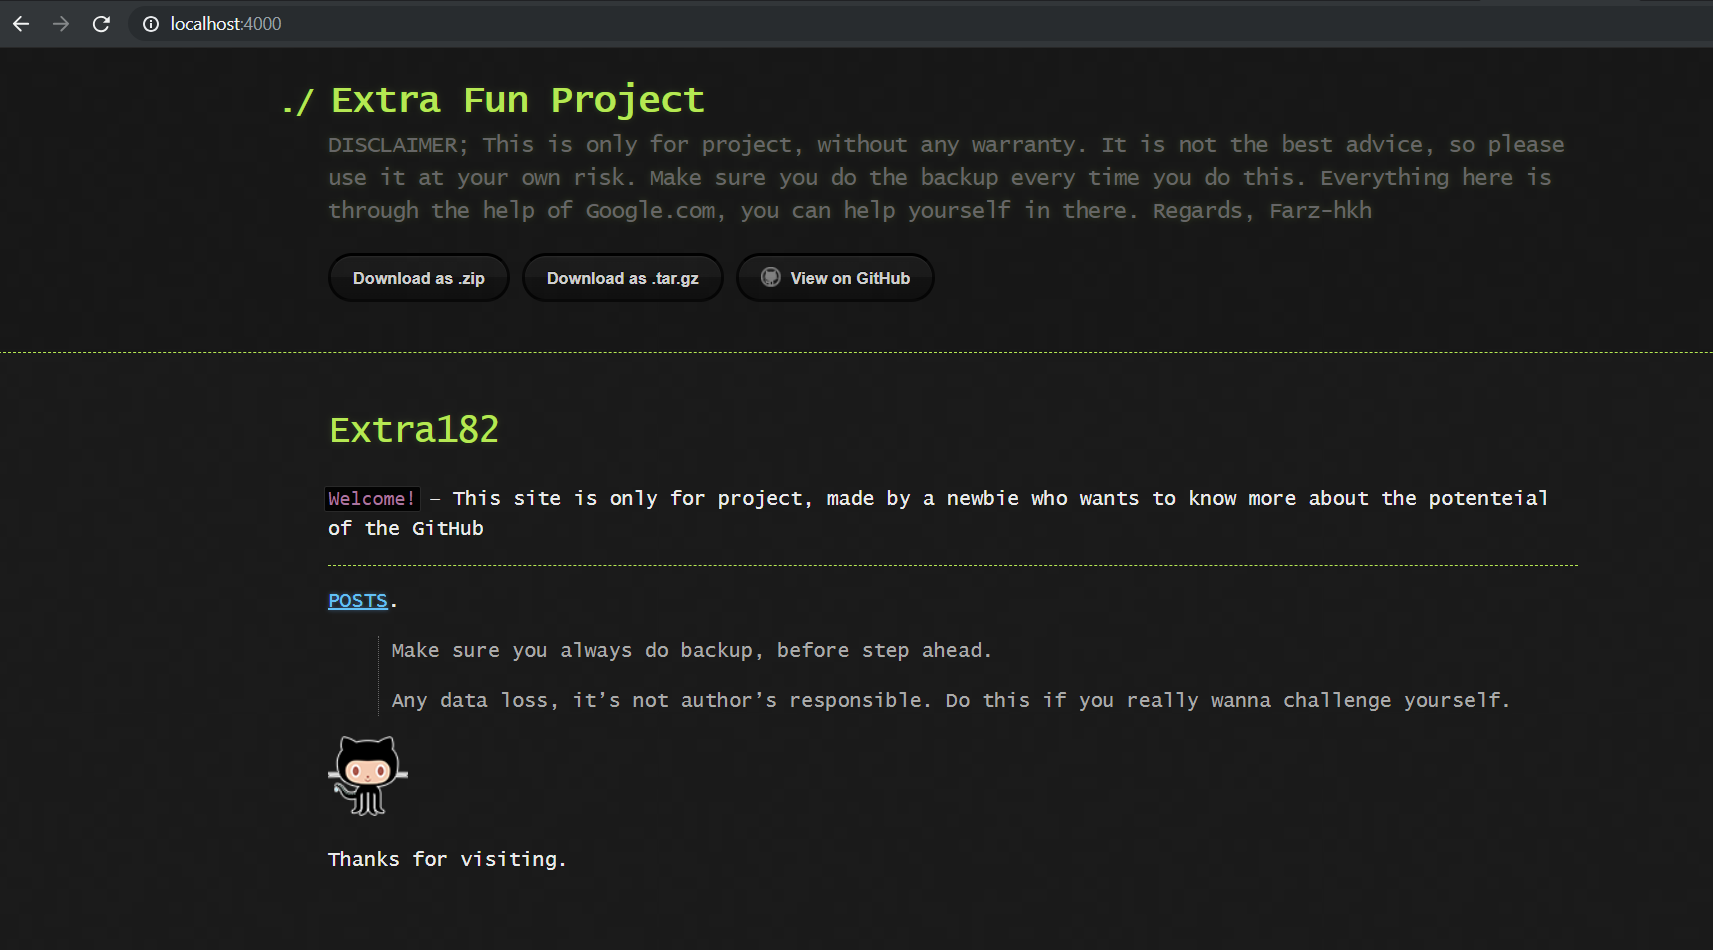 localhost:4000
./ Extra Fun Project
DISCLAIMER; This is only for project, without any warranty. It is not the best advice, so please
use it at your own risk. Make sure you do the backup every time you do this. Everything here is
through the help of Google.com, you can help yourself in there. Regards, Farz-hkh
Download as .zip
Download as .tar.gz
View on GitHub
Extra182
Welcome! – This site is only for project, made by a newbie who wants to know more about the potenteial
of the GitHub
POSTS.
Make sure you always do backup, before step ahead.
Any data loss, it’s not author’s responsible. Do this if you really wanna challenge yourself.
Thanks for visiting.